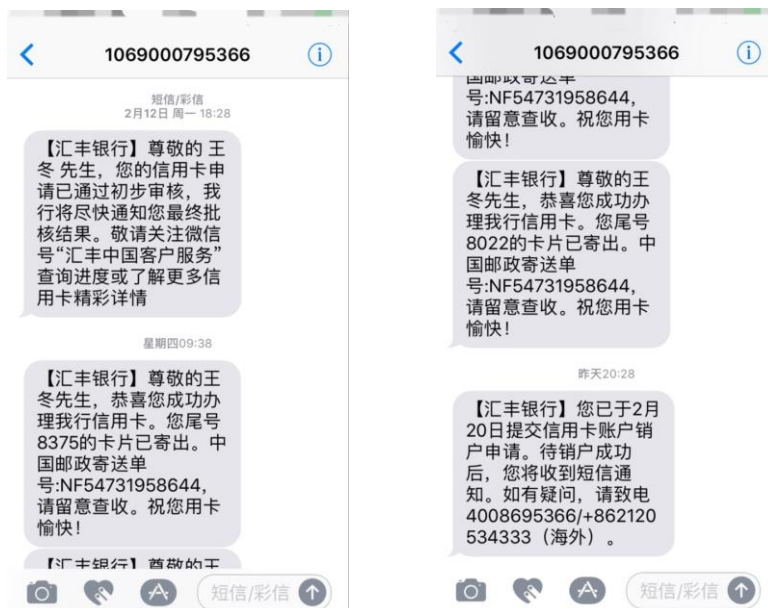 1069000795366
短信/彩信
2月12日 周一 18:28
【汇丰银行】尊敬的 王
冬 先生，您的信用卡申
请已通过初步审核，我
行将尽快通知您最终批
核结果。敬请关注微信
号“汇丰中国客户服务”
查询进度或了解更多信
用卡精彩详情
星期四09:38
【汇丰银行】尊敬的王
冬先生，恭喜您成功办
理我行信用卡。您尾号
8375的卡片已寄出。中
国邮政寄送单
号:NF54731958644,
请留意查收。祝您用卡
愉快！
【汇丰银行】尊敬的王
短信/彩信
1069000795366
国邮政寄送单
号:NF54731958644,
请留意查收。祝您用卡
愉快！
【汇丰银行】尊敬的王
冬先生，恭喜您成功办
理我行信用卡。您尾号
8022的卡片已寄出。中
国邮政寄送单
号:NF54731958644,
请留意查收。祝您用卡
愉快！
昨天20:28
【汇丰银行】您已于2月
20日提交信用卡账户销
户申请。待销户成功
后，您将收到短信通
知。如有疑问，请致电
4008695366/+862120
534333（海外）。
短信/彩信